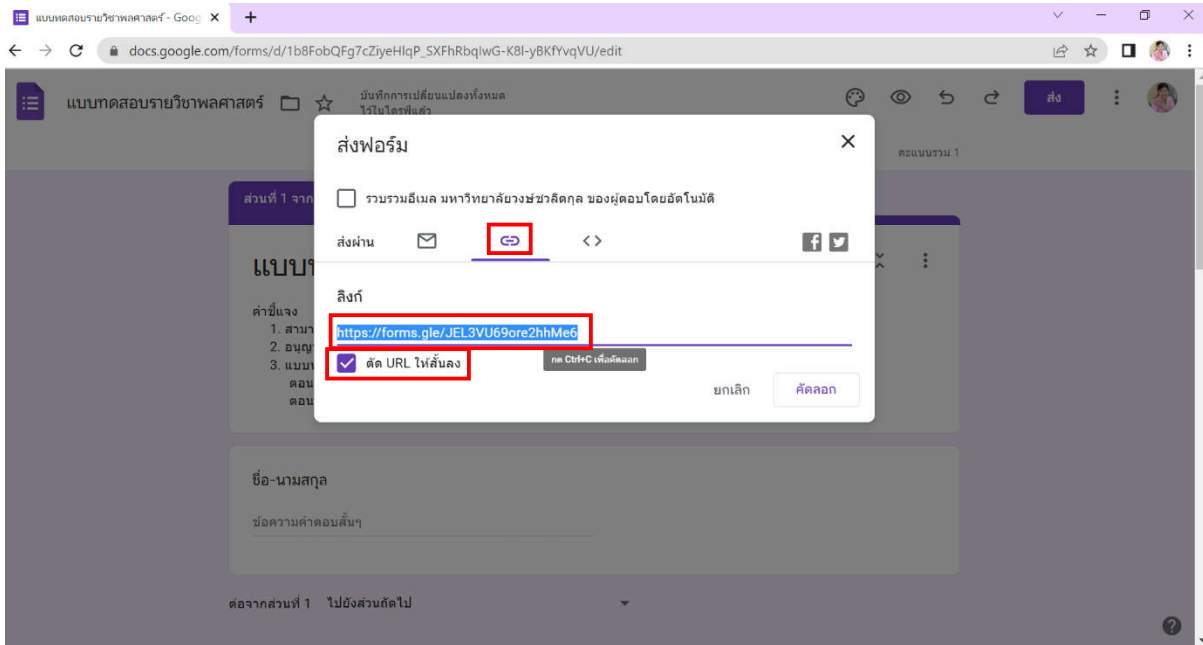 แบบทดสอบรายวิชาพลศาสตร์ - Goog
docs.google.com/forms/d/1b8FobQFg7cZiyeHlqP_SXFhRbqIwG-K8l-yBKfYvqVU/edit
แบบทดสอบรายวิชาพลศาสตร์
บันทึกการเปลี่ยนแปลงทั้งหมด
ไว้ในไดรฟ์แล้ว
ส่ง
คะแนนรวม 1
ส่งฟอร์ม
รวบรวมอีเมล มหาวิทยาลัยวงษ์ชวลิตกุล ของผู้ตอบโดยอัตโนมัติ
ส่งผ่าน
ลิงก์
https://forms.gle/JEL3VU69ore2hhMe6
ตัด URL ให้สั้นลง
กด Ctrl+C เพื่อคัดลอก
ยกเลิก
คัดลอก
ส่วนที่ 1 จาก
คำชี้แจง
1. สามา
2. อนุญ
3. แบบท
ตอน
ตอน
ชื่อ-นามสกุล
ข้อความคำตอบสั้นๆ
ต่อจากส่วนที่ 1 ไปยังส่วนถัดไป